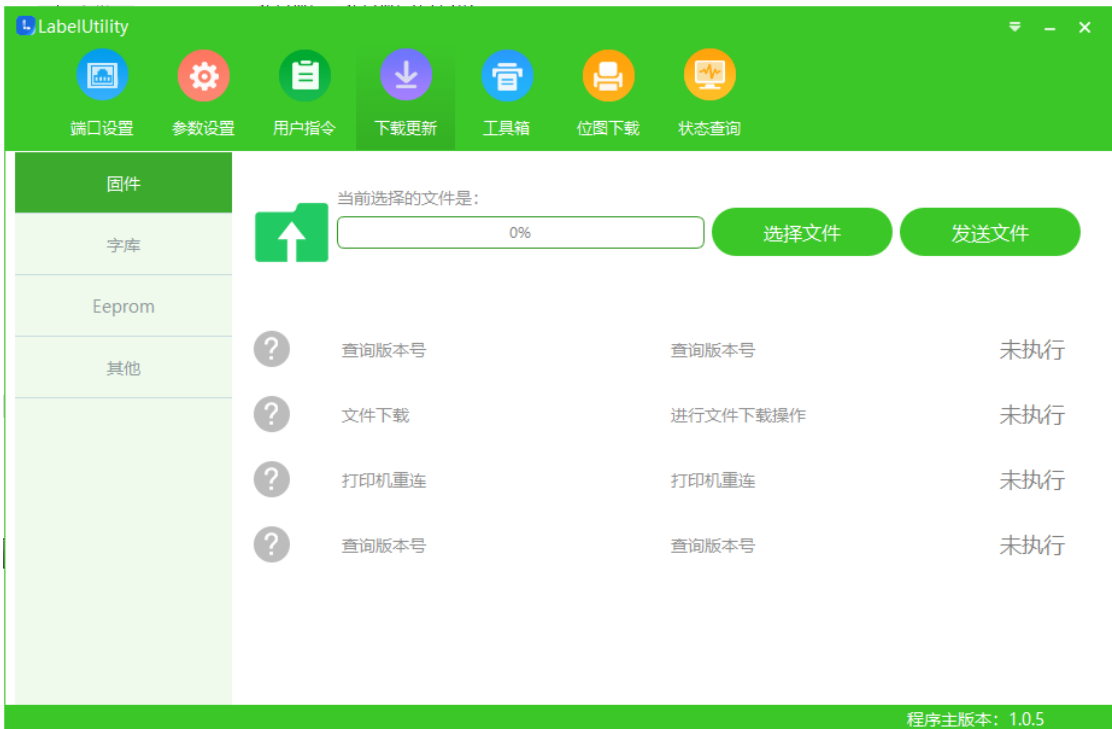 LabelUtility
端口设置 参数设置 用户指令 下载更新 工具箱 位图下载 状态查询
固件
字库
Eeprom
其他
当前选择的文件是:
0% 选择文件 发送文件
? 查询版本号 查询版本号 未执行
? 文件下载 进行文件下载操作 未执行
? 打印机重连 打印机重连 未执行
? 查询版本号 查询版本号 未执行
程序主版本: 1.0.5